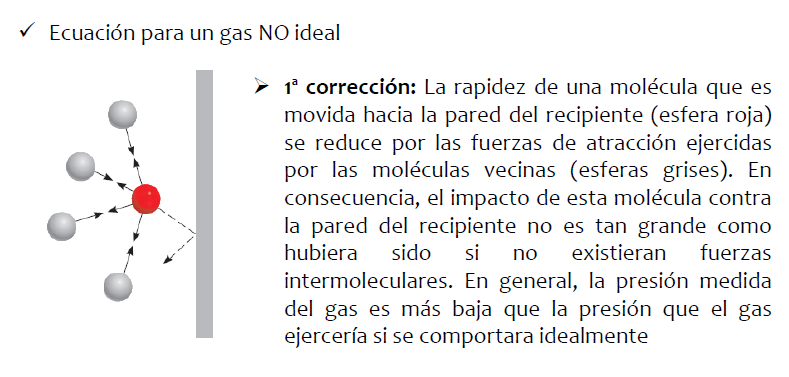 ✓ Ecuación para un gas NO ideal
➤ 1ª corrección: La rapidez de una molécula que es
movida hacia la pared del recipiente (esfera roja)
se reduce por las fuerzas de atracción ejercidas
por las moléculas vecinas (esferas grises). En
consecuencia, el impacto de esta molécula contra
la pared del recipiente no es tan grande como
hubiera sido si no existieran fuerzas
intermoleculares. En general, la presión medida
del gas es más baja que la presión que el gas
ejercería si se comportara idealmente